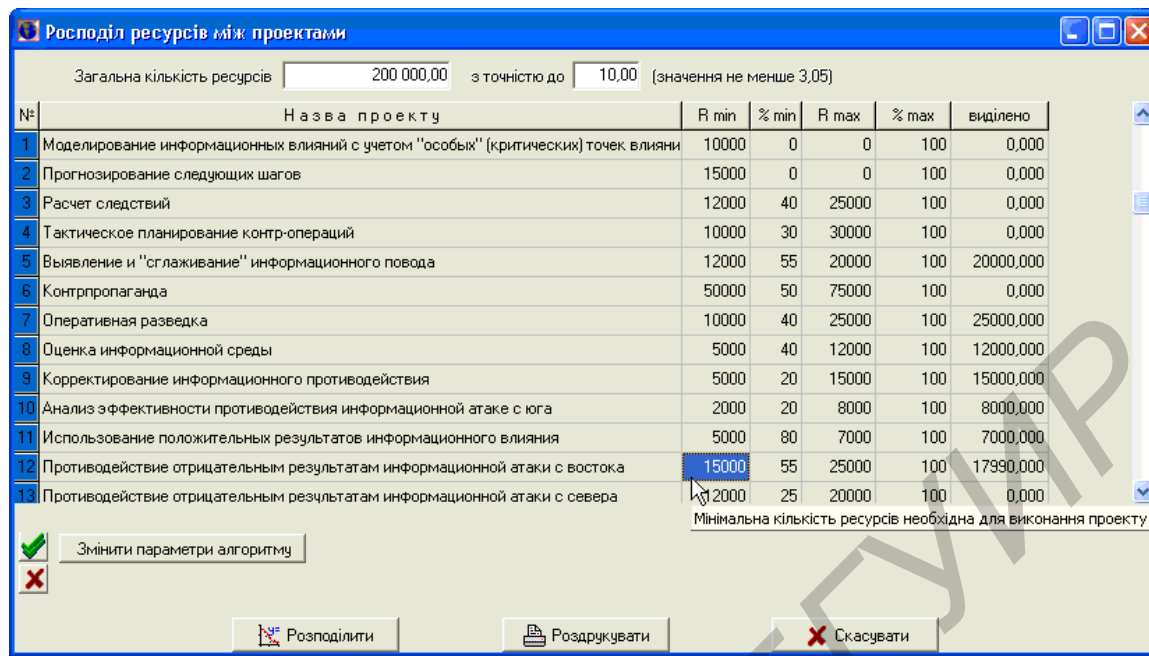 Росподіл ресурсів між проектами
Загальна кількість ресурсів 200 000,00 з точністю до 10,00 (значення не менше 3,05)
№ Назва проекту R min % min R max % max виділено
1 Моделирование информационных влияний с учетом "особых" (критических) точек влияни 10000 0 0 100 0,000
2 Прогнозирование следующих шагов 15000 0 0 100 0,000
3 Расчет следствий 12000 40 25000 100 0,000
4 Тактическое планирование контр-операций 10000 30 30000 100 0,000
5 Выявление и "сглаживание" информационного повода 12000 55 20000 100 20000,000
6 Контрпропаганда 50000 50 75000 100 0,000
7 Оперативная разведка 10000 40 25000 100 25000,000
8 Оценка информационной среды 5000 40 12000 100 12000,000
9 Корректирование информационного противодействия 5000 20 15000 100 15000,000
10 Анализ эффективности противодействия информационной атаке с юга 2000 20 8000 100 8000,000
11 Использование положительных результатов информационного влияния 5000 80 7000 100 7000,000
12 Противодействие отрицательным результатам информационной атаки с востока 15000 55 25000 100 17990,000
13 Противодействие отрицательным результатам информационной атаки с севера 12000 25 20000 100 0,000
Мінімальна кількість ресурсів необхідна для виконання проекту
Змінити параметри алгоритму
Розподілити Роздрукувати Скасувати
БГУИР